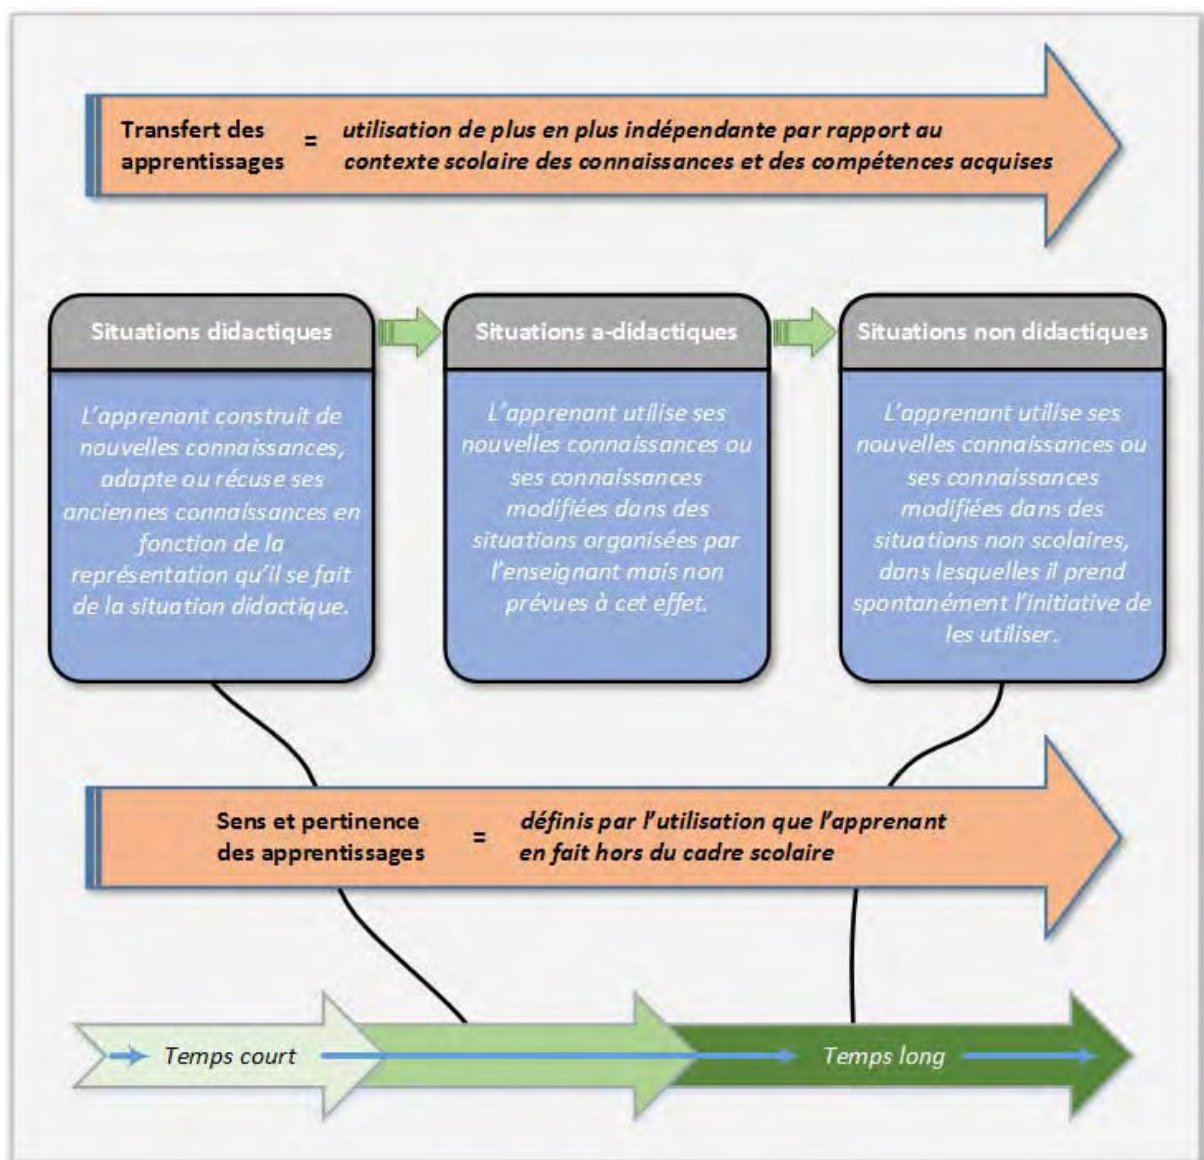 Transfert des
apprentissages
=
utilisation de plus en plus indépendante par rapport au
contexte scolaire des connaissances et des compétences acquises
Situations didactiques
L'apprenant construit de
nouvelles connaissances,
adapte ou récuse ses
anciennes connaissances en
fonction de la
représentation qu'il se fait
de la situation didactique.
Situations a-didactiques
L'apprenant utilise ses
nouvelles connaissances ou
ses connaissances
modifiées dans des
situations organisées par
l'enseignant mais non
prévues à cet effet.
Situations non didactiques
L'apprenant utilise ses
nouvelles connaissances ou
ses connaissances
modifiées dans des
situations non scolaires,
dans lesquelles il prend
spontanément l'initiative de
les utiliser.
Sens et pertinence
des apprentissages
=
définis par l'utilisation que l'apprenant
en fait hors du cadre scolaire
Temps court
Temps long